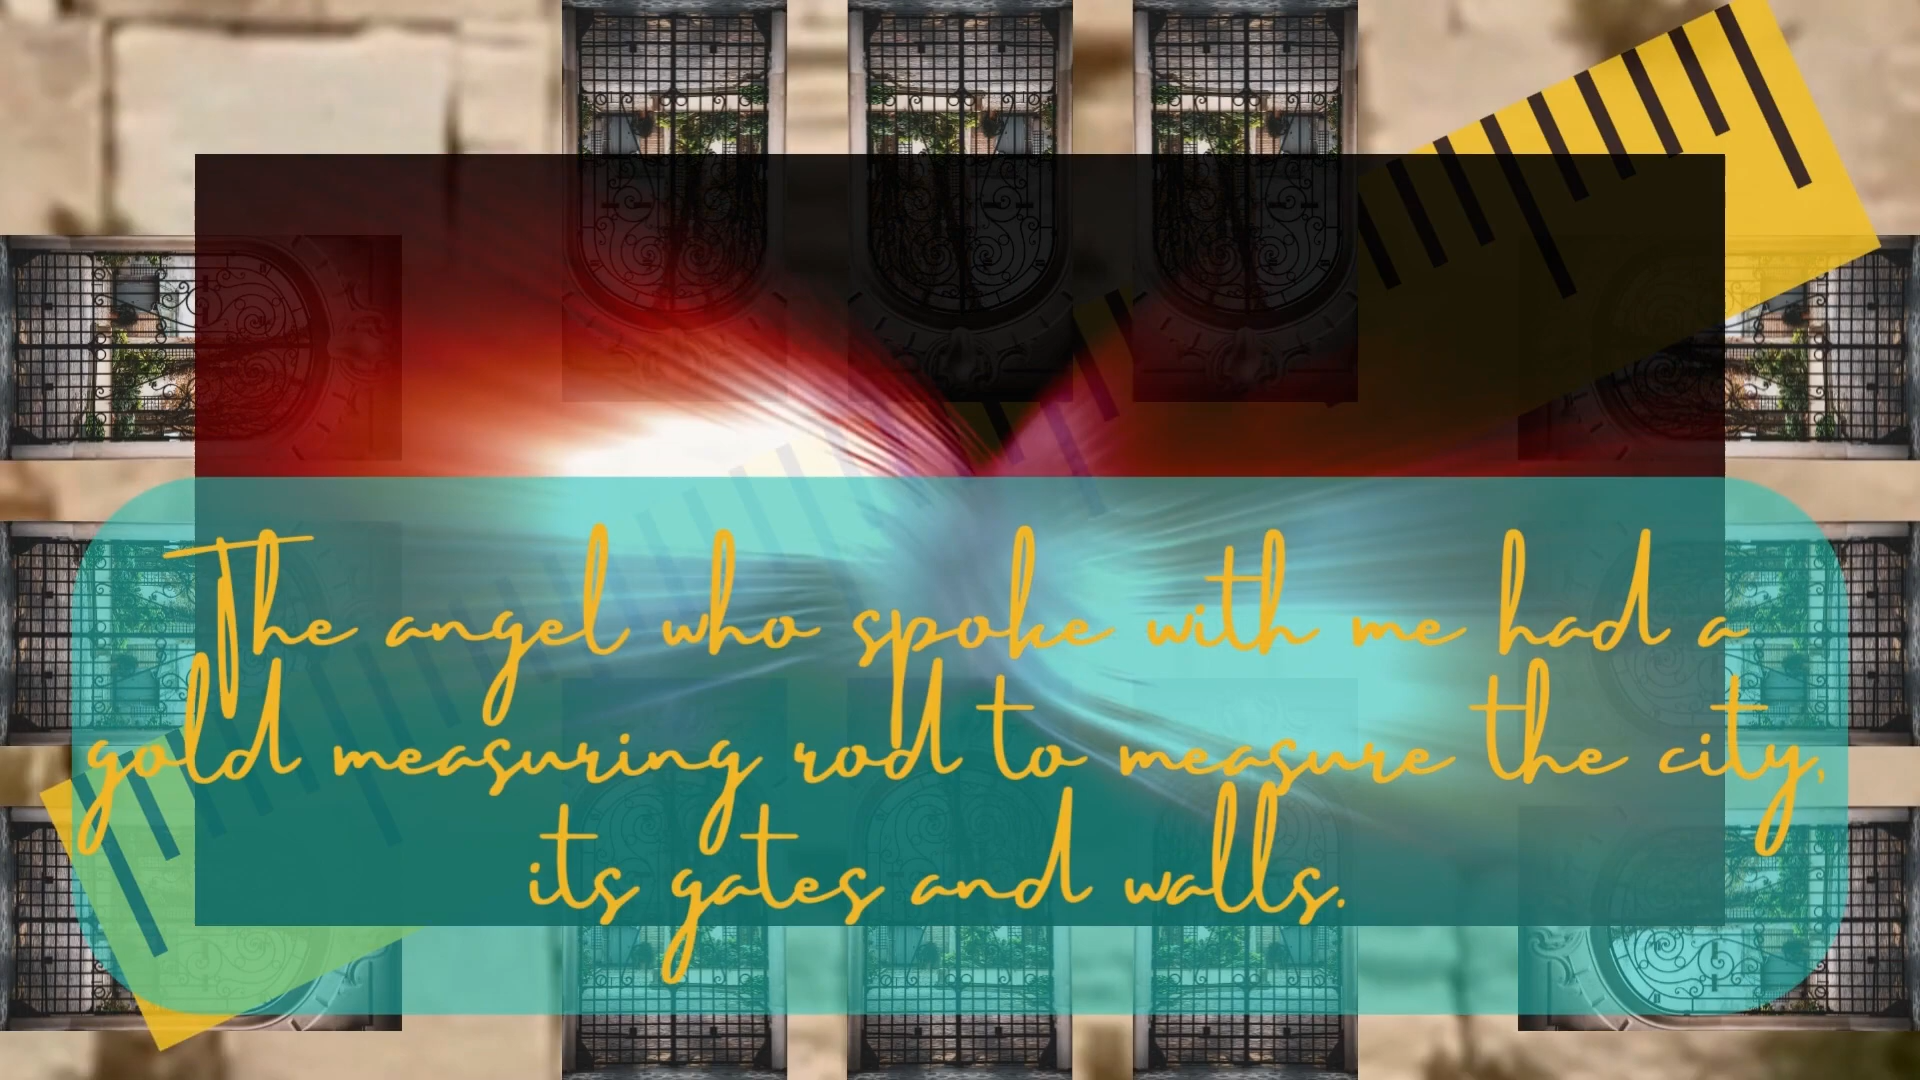 The angel who spoke with me had a
gold measuring rod to measure the city,
its gates and walls.